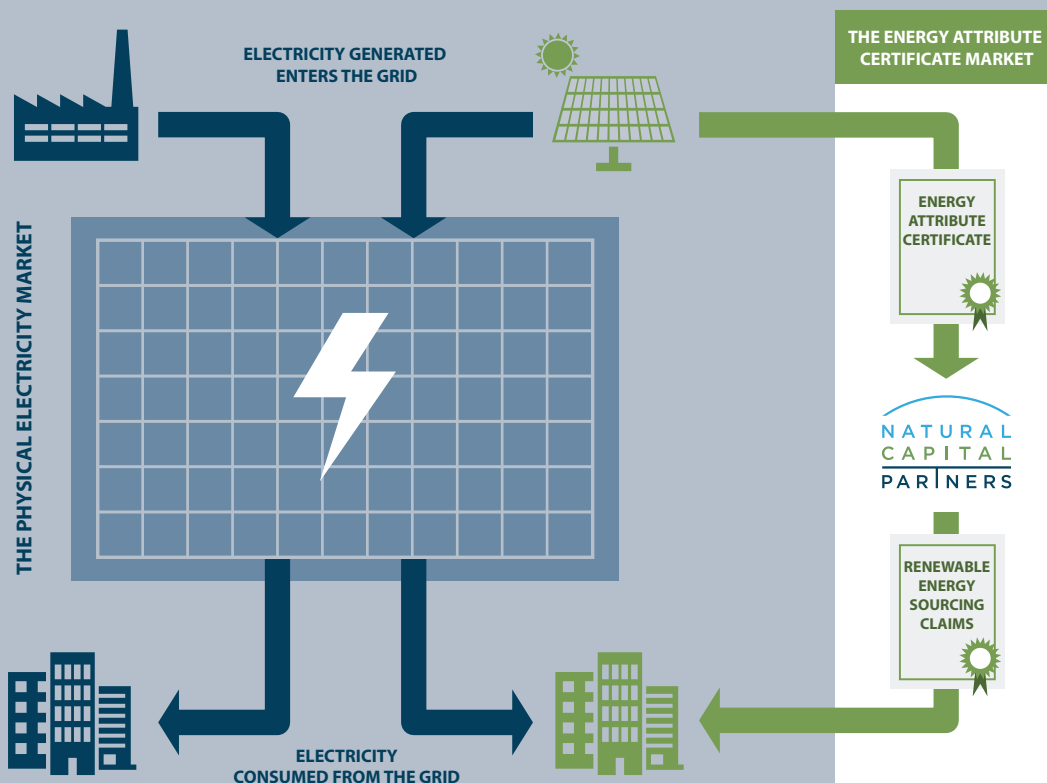 ELECTRICITY GENERATED
ENTERS THE GRID
THE ENERGY ATTRIBUTE
CERTIFICATE MARKET
ENERGY
ATTRIBUTE
CERTIFICATE
THE PHYSICAL ELECTRICITY MARKET
NATURAL
CAPITAL
PARTNERS
RENEWABLE
ENERGY
SOURCING
CLAIMS
ELECTRICITY
CONSUMED FROM THE GRID